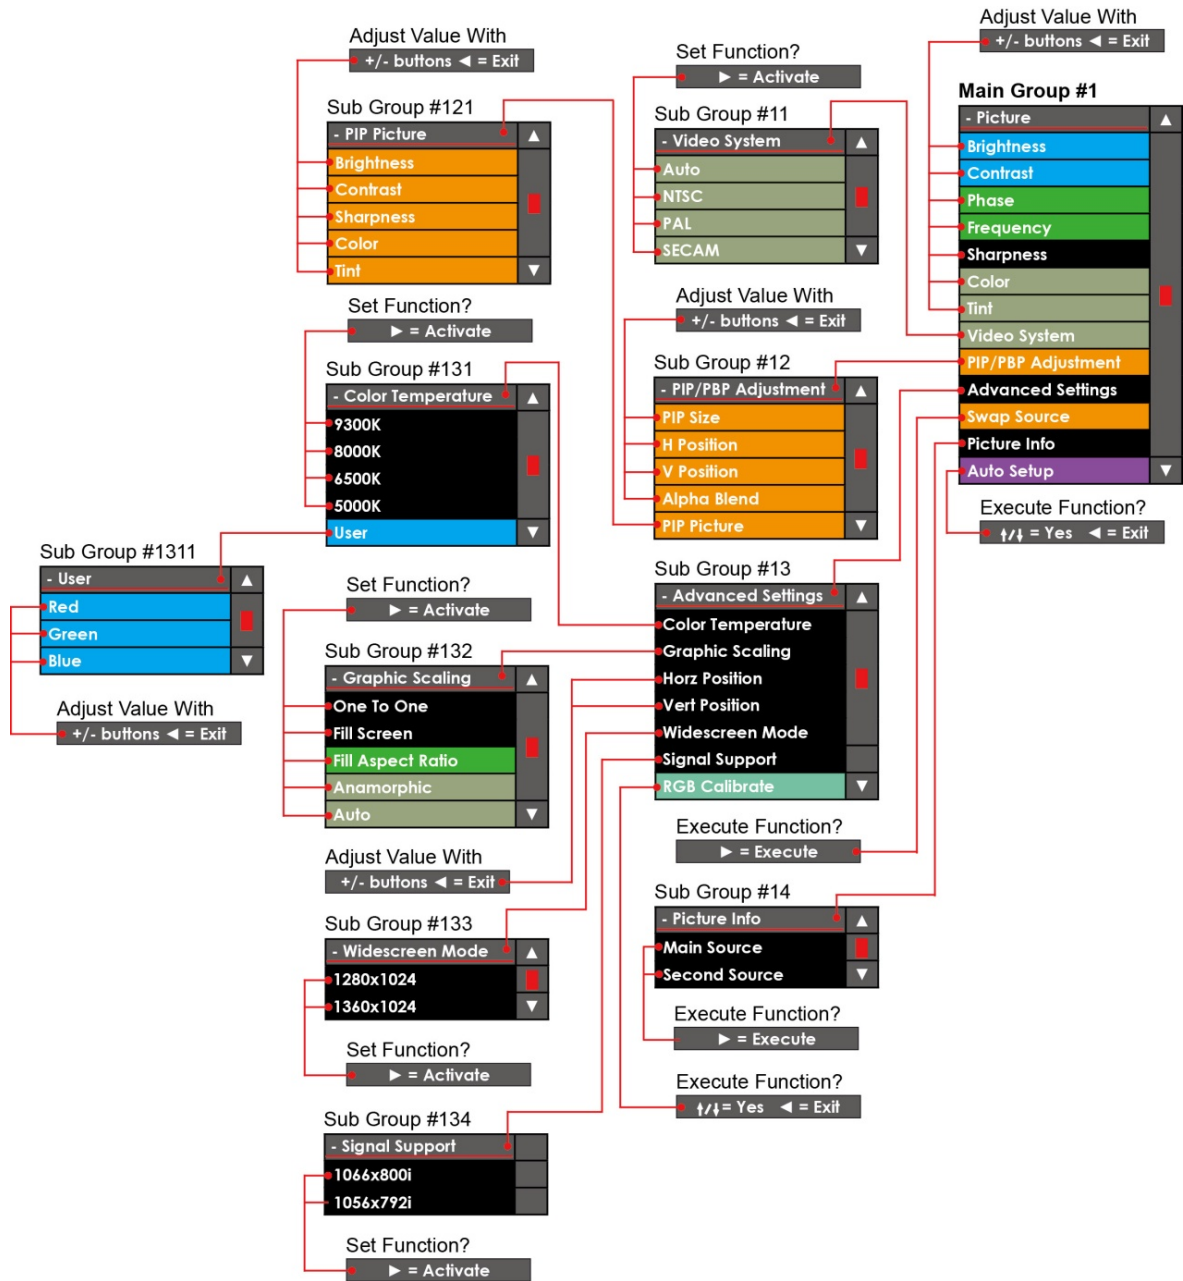 Adjust Value With
+/- buttons ◄ = Exit
Sub Group #121
- PIP Picture ▲
Brightness
Contrast
Sharpness
Color
Tint ▼
Set Function?
► = Activate
Sub Group #131
- Color Temperature ▲
9300K
8000K
6500K
5000K
User ▼
Sub Group #1311
- User ▲
Red
Green
Blue ▼
Adjust Value With
+/- buttons ◄ = Exit
Set Function?
► = Activate
Sub Group #132
- Graphic Scaling ▲
One To One
Fill Screen
Fill Aspect Ratio
Anamorphic
Auto ▼
Adjust Value With
+/- buttons ◄ = Exit
Sub Group #133
- Widescreen Mode ▲
1280x1024
1360x1024 ▼
Set Function?
► = Activate
Sub Group #134
- Signal Support
1066x800i
1056x792i
Set Function?
► = Activate
Set Function?
► = Activate
Sub Group #11
- Video System ▲
Auto
NTSC
PAL
SECAM ▼
Adjust Value With
+/- buttons ◄ = Exit
Sub Group #12
- PIP/PBP Adjustment ▲
PIP Size
H Position
V Position
Alpha Blend
PIP Picture ▼
Sub Group #13
- Advanced Settings ▲
Color Temperature
Graphic Scaling
Horz Position
Vert Position
Widescreen Mode
Signal Support
RGB Calibrate ▼
Execute Function?
► = Execute
Sub Group #14
- Picture Info ▲
Main Source
Second Source ▼
Execute Function?
► = Execute
Execute Function?
↑/↓ = Yes ◄ = Exit
Adjust Value With
+/- buttons ◄ = Exit
Main Group #1
- Picture ▲
Brightness
Contrast
Phase
Frequency
Sharpness
Color
Tint
Video System
PIP/PBP Adjustment
Advanced Settings
Swap Source
Picture Info
Auto Setup ▼
Execute Function?
↑/↓ = Yes ◄ = Exit